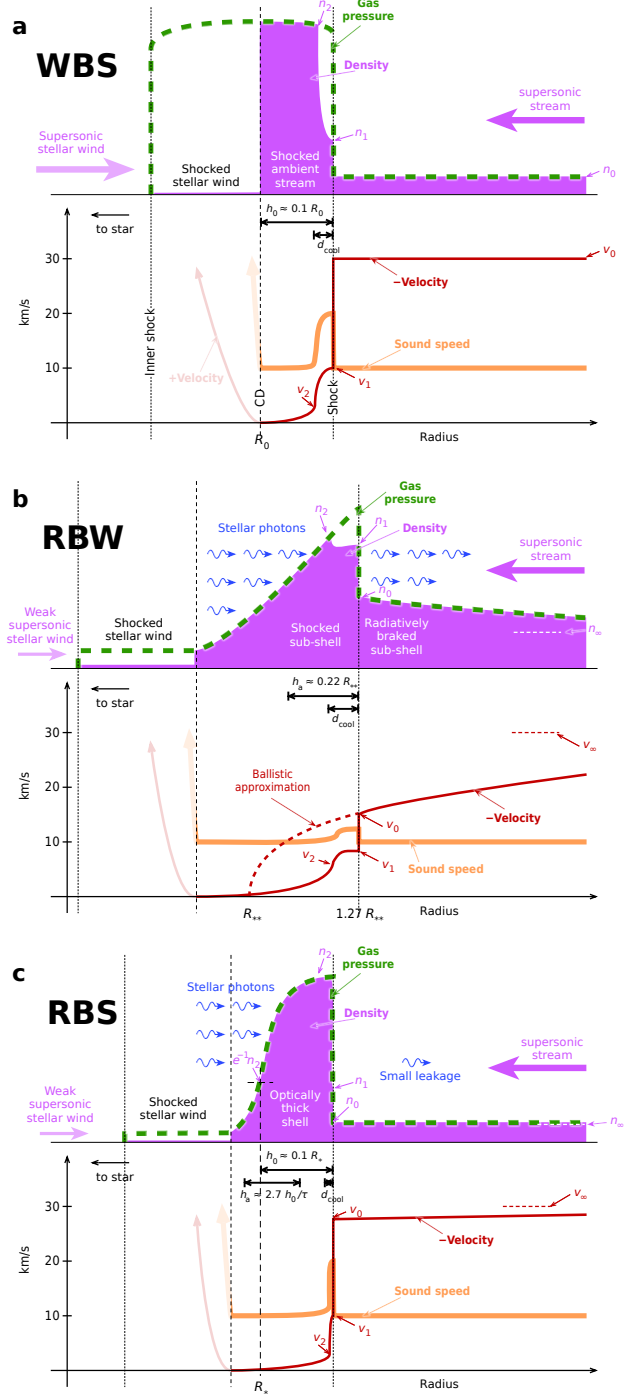 a
WBS
n₂
Gas
pressure
Density
supersonic
stream
n₁
Supersonic
stellar wind
Shocked
stellar wind
Shocked
ambient
stream
n₀
h₀ ≈ 0.1 R₀
to star
d_cool
30
v₀
−Velocity
km/s
20
Inner shock
Sound speed
10
+Velocity
CD
v₂
Shock
v₁
R₀
Radius
b
RBW
n₂
Gas
pressure
Stellar photons
n₁
Density
supersonic
stream
n₀
Weak
supersonic
stellar wind
Shocked
stellar wind
Shocked
sub-shell
Radiatively
braked
sub-shell
n∞
hₐ ≈ 0.22 R**
to star
d_cool
30
v∞
km/s
20
Ballistic
approximation
−Velocity
v₀
10
v₂
v₁
Sound speed
R**
1.27 R**
Radius
c
RBS
n₂
Gas
pressure
Stellar photons
Density
supersonic
stream
e⁻¹n₂
Small leakage
n₁
Weak
supersonic
stellar wind
Shocked
stellar wind
Optically
thick
shell
n₀
n∞
h₀ ≈ 0.1 R*
to star
hₐ ≈ 2.7 h₀/τ
d_cool
30
v₀
v∞
−Velocity
km/s
20
Sound speed
10
v₂
v₁
R*
Radius